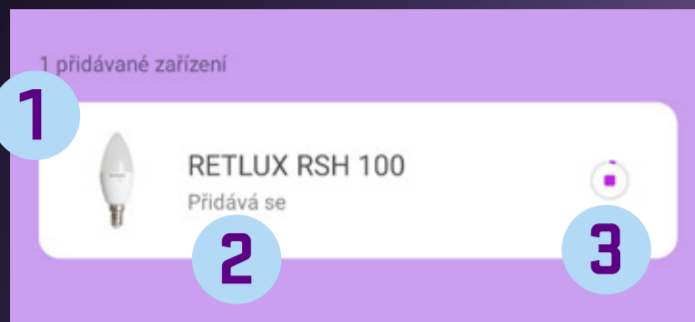 1 přidávané zařízení
1
RETLUX RSH 100
Přidává se
2
3